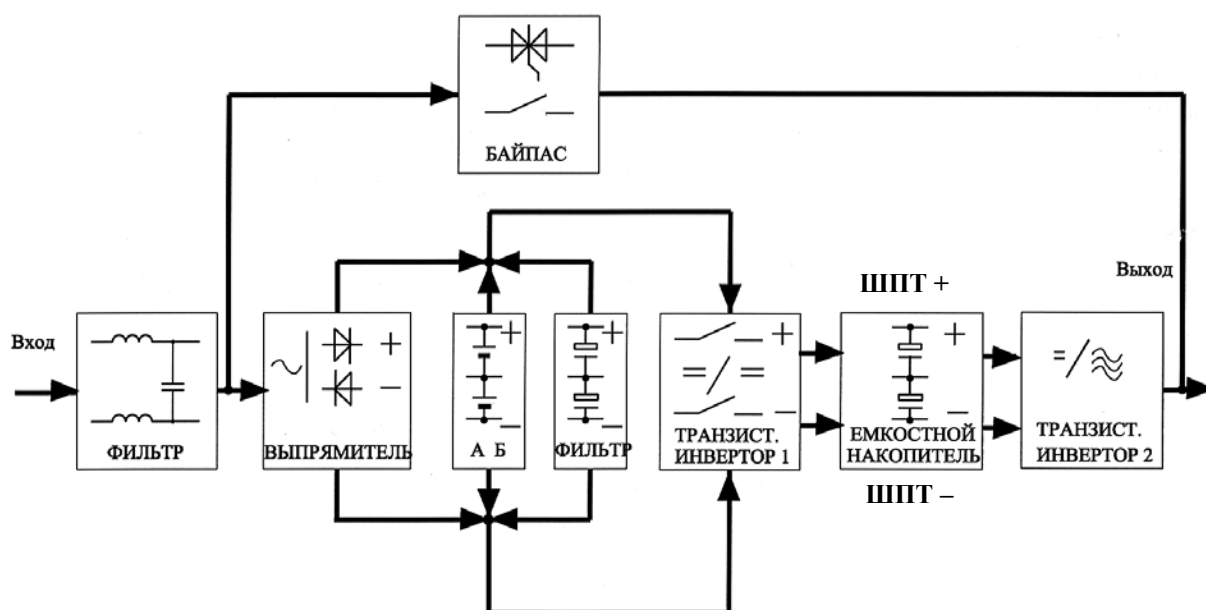 БАЙПАС
Вход
ФИЛЬТР
ВЫПРЯМИТЕЛЬ
+
−
А Б
+
−
ФИЛЬТР
+
−
ТРАНЗИСТ.
ИНВЕРТОР 1
+
−
ШПТ +
ЕМКОСТНОЙ
НАКОПИТЕЛЬ
+
−
ШПТ –
ТРАНЗИСТ.
ИНВЕРТОР 2
Выход